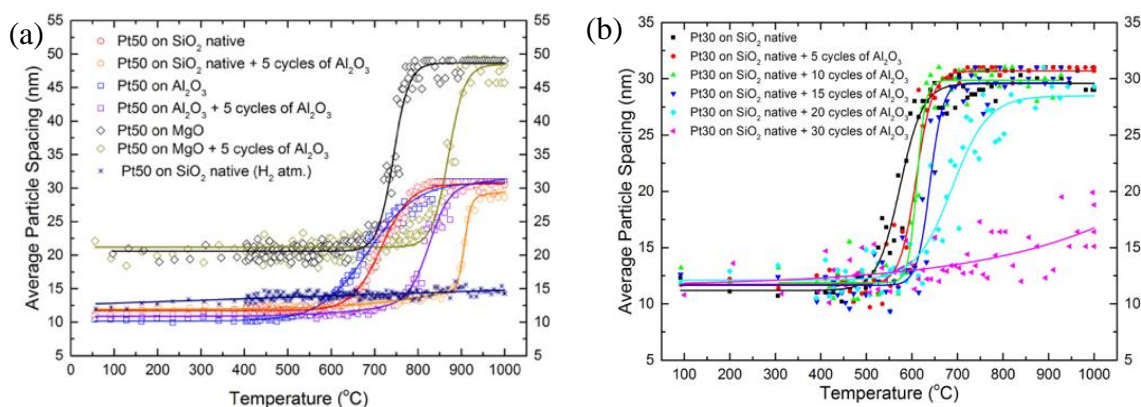 (a)
55
50
45
40
35
30
25
20
15
10
5
Average Particle Spacing (nm)
Pt50 on SiO₂ native
Pt50 on SiO₂ native + 5 cycles of Al₂O₃
Pt50 on Al₂O₃
Pt50 on Al₂O₃ + 5 cycles of Al₂O₃
Pt50 on MgO
Pt50 on MgO + 5 cycles of Al₂O₃
Pt50 on SiO₂ native (H₂ atm.)
55
50
45
40
35
30
25
20
15
10
5
0 100 200 300 400 500 600 700 800 900 1000
Temperature (°C)
(b)
35
30
25
20
15
10
5
Average Particle Spacing (nm)
Pt30 on SiO₂ native
Pt30 on SiO₂ native + 5 cycles of Al₂O₃
Pt30 on SiO₂ native + 10 cycles of Al₂O₃
Pt30 on SiO₂ native + 15 cycles of Al₂O₃
Pt30 on SiO₂ native + 20 cycles of Al₂O₃
Pt30 on SiO₂ native + 30 cycles of Al₂O₃
35
30
25
20
15
10
5
100 200 300 400 500 600 700 800 900 1000
Temperature (°C)